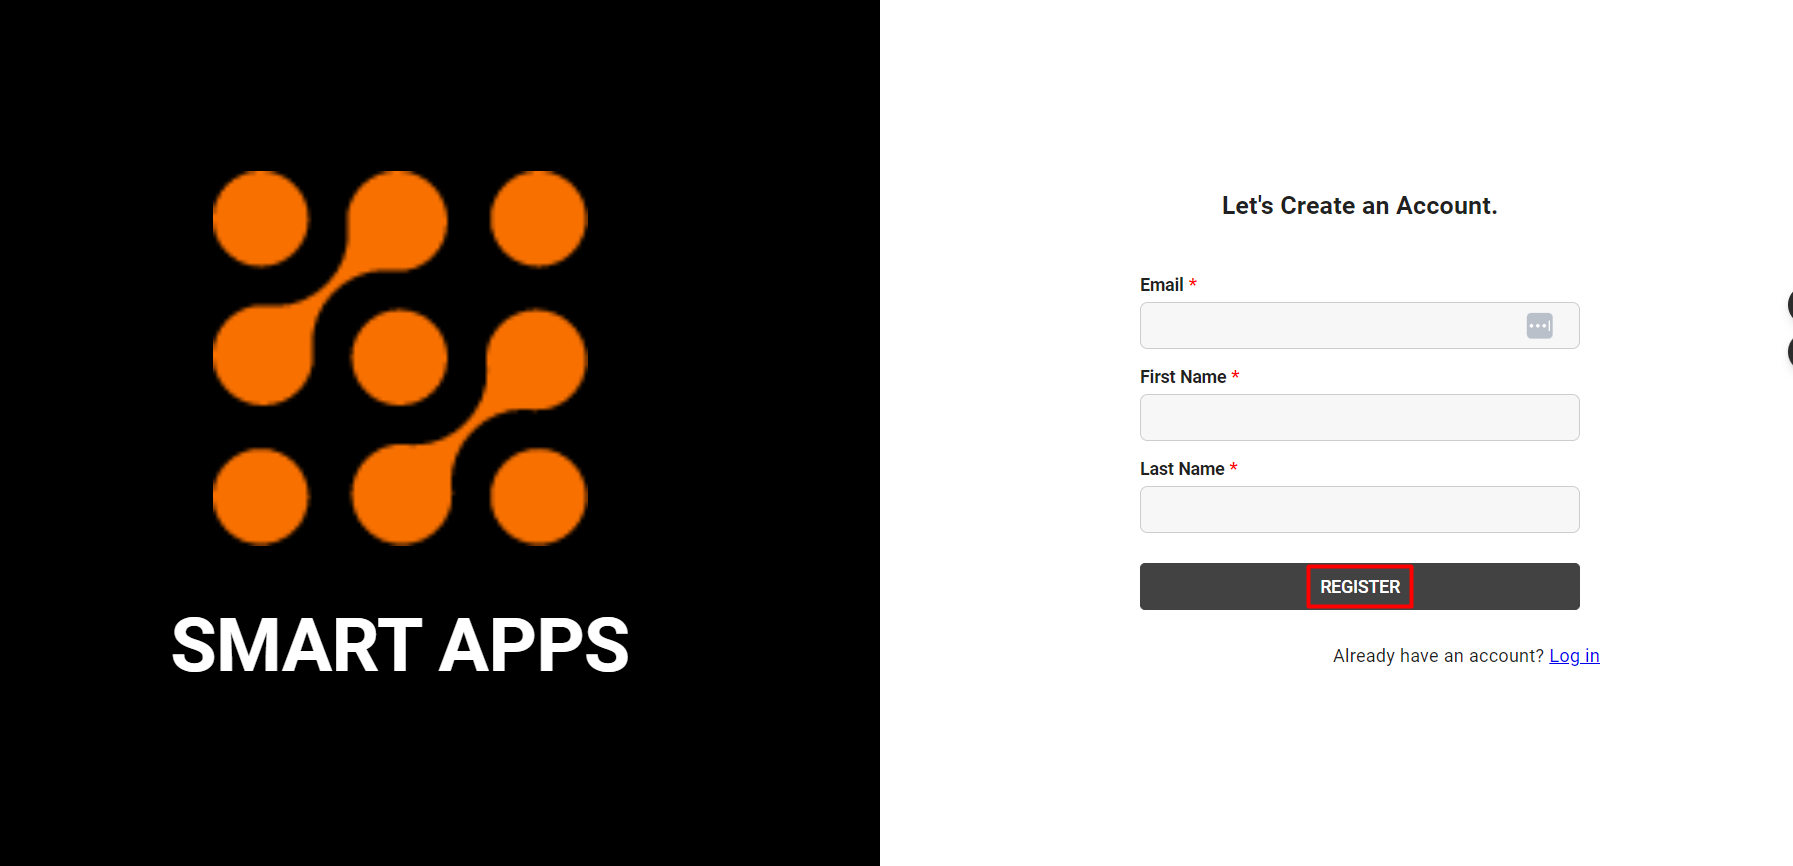 SMART APPS
Let's Create an Account.
Email *
First Name *
Last Name *
REGISTER
Already have an account? Log in